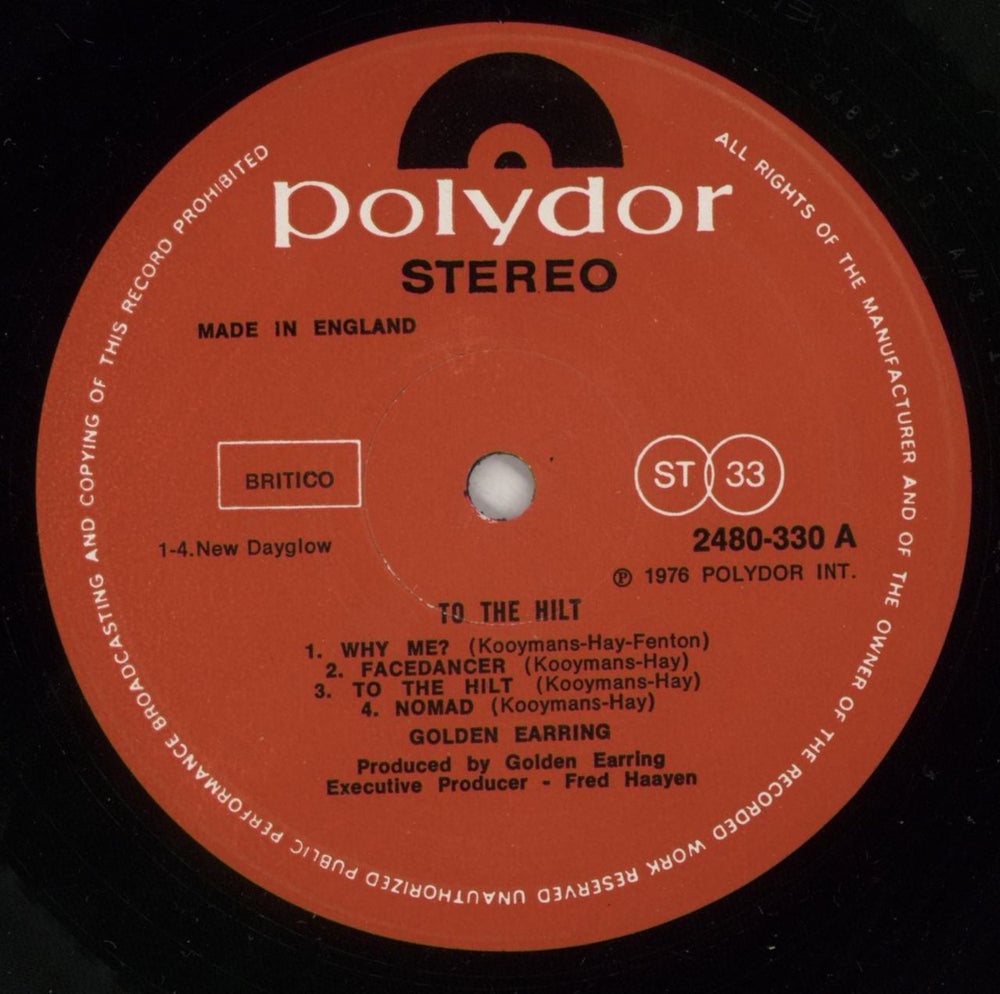 polydor
STEREO
MADE IN ENGLAND
BRITICO
ST 33
1-4.New Dayglow
2480-330 A
℗ 1976 POLYDOR INT.
TO THE HILT
1. WHY ME? (Kooymans-Hay-Fenton)
2. FACEDANCER (Kooymans-Hay)
3. TO THE HILT (Kooymans-Hay)
4. NOMAD (Kooymans-Hay)
GOLDEN EARRING
Produced by Golden Earring
Executive Producer - Fred Haayen
ALL RIGHTS OF THE MANUFACTURER AND OF THE OWNER OF THE RECORDED WORK RESERVED UNAUTHORIZED PUBLIC PERFORMANCE BROADCASTING AND COPYING OF THIS RECORD PROHIBITED